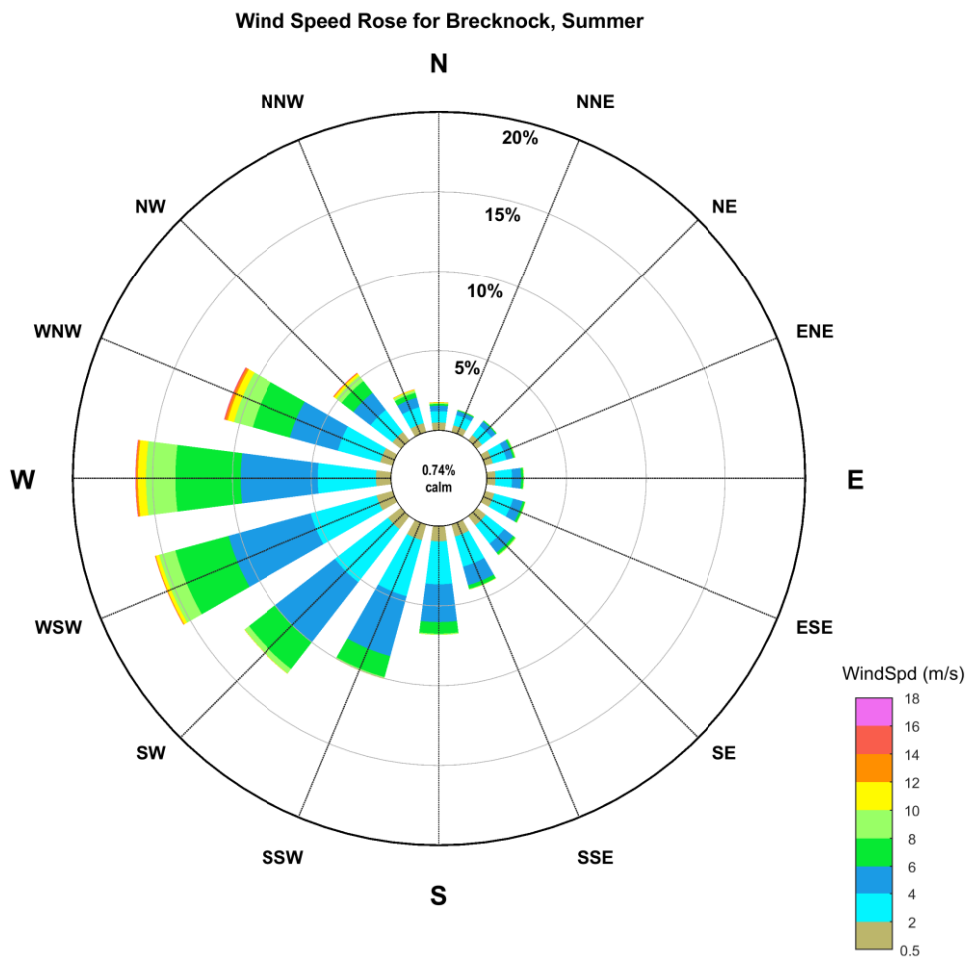 Wind Speed Rose for Brecknock, Summer
N
NNW
NNE
20%
NW
NE
15%
10%
WNW
ENE
5%
W
0.74%
calm
E
WSW
ESE
SW
SE
SSW
SSE
S
WindSpd (m/s)
18
16
14
12
10
8
6
4
2
0.5